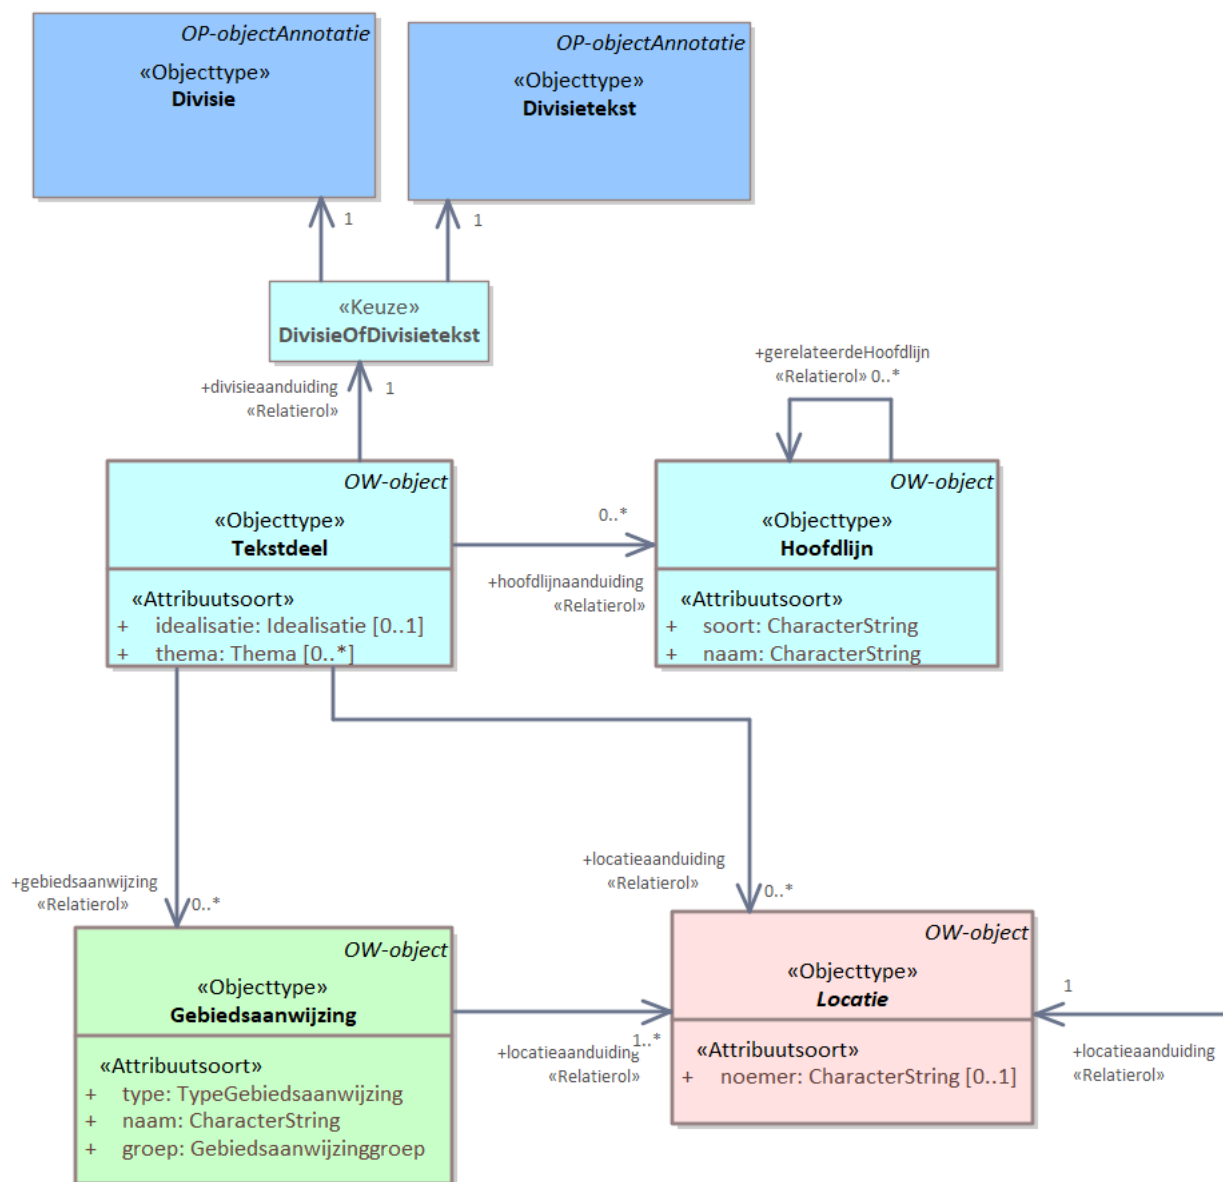 OP-objectAnnotatie
«Objecttype»
Divisie
OP-objectAnnotatie
«Objecttype»
Divisietekst
1
1
«Keuze»
DivisieOfDivisietekst
+divisieaanduiding
«Relatierol»
1
+gerelateerdeHoofdlijn
«Relatierol» 0..*
OW-object
«Objecttype»
Tekstdeel
«Attribuutsoort»
+ idealisatie: Idealisatie [0..1]
+ thema: Thema [0..*]
0..*
+hoofdlijnaanduiding
«Relatierol»
OW-object
«Objecttype»
Hoofdlijn
«Attribuutsoort»
+ soort: CharacterString
+ naam: CharacterString
+gebiedsaanwijzing
«Relatierol»
0..*
+locatieaanduiding
«Relatierol»
0..*
OW-object
«Objecttype»
Gebiedsaanwijzing
«Attribuutsoort»
+ type: TypeGebiedsaanwijzing
+ naam: CharacterString
+ groep: Gebiedsaanwijzinggroep
1..*
+locatieaanduiding
«Relatierol»
OW-object
«Objecttype»
Locatie
«Attribuutsoort»
+ noemer: CharacterString [0..1]
1
+locatieaanduiding
«Relatierol»